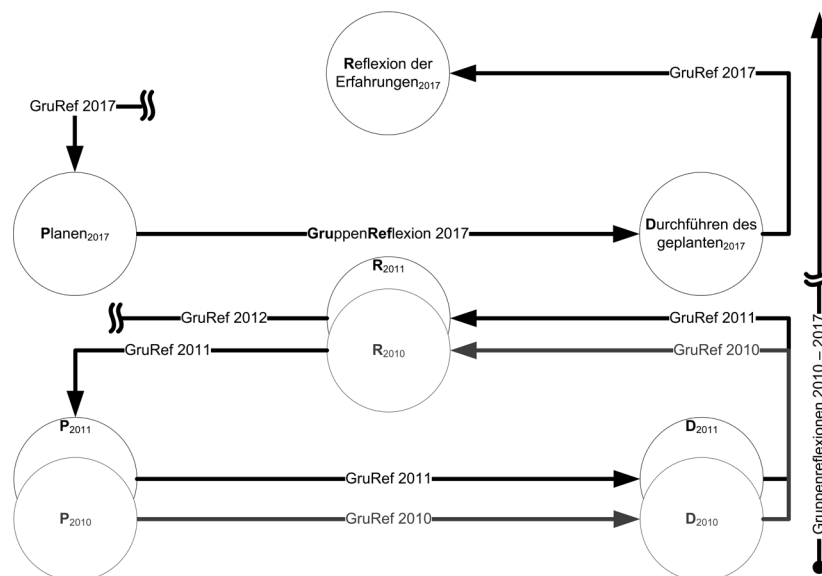 Reflexion der
Erfahrungen2017
GruRef 2017
GruRef 2017
Planen2017
GruppenReflexion 2017
Durchführen des
geplanten2017
R2011
GruRef 2012
GruRef 2011
GruRef 2011
R2010
GruRef 2010
P2011
D2011
GruRef 2011
P2010
GruRef 2010
D2010
Gruppenreflexionen 2010 – 2017